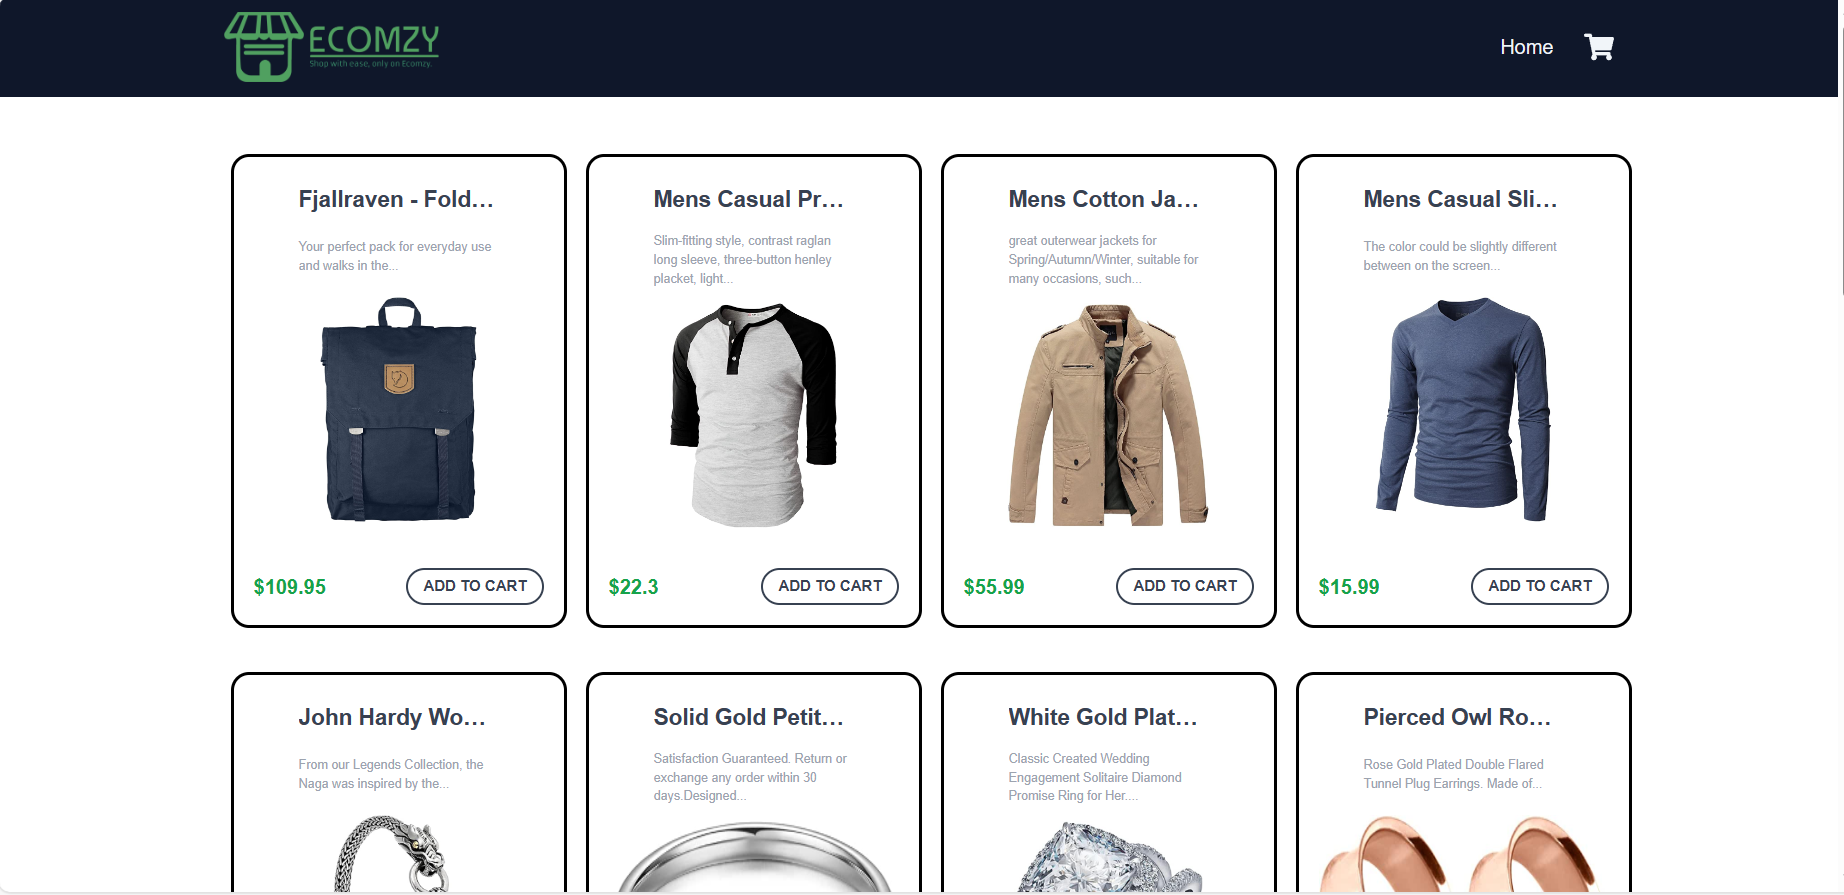 ECOMZY
Shop with ease, only on Ecomzy.
Home
Fjallraven - Fold...
Your perfect pack for everyday use
and walks in the...
$109.95
ADD TO CART
Mens Casual Pr...
Slim-fitting style, contrast raglan
long sleeve, three-button henley
placket, light...
$22.3
ADD TO CART
Mens Cotton Ja...
great outerwear jackets for
Spring/Autumn/Winter, suitable for
many occasions, such...
$55.99
ADD TO CART
Mens Casual Sli...
The color could be slightly different
between on the screen...
$15.99
ADD TO CART
John Hardy Wo...
From our Legends Collection, the
Naga was inspired by the...
Solid Gold Petit...
Satisfaction Guaranteed. Return or
exchange any order within 30
days.Designed...
White Gold Plat...
Classic Created Wedding
Engagement Solitaire Diamond
Promise Ring for Her....
Pierced Owl Ro...
Rose Gold Plated Double Flared
Tunnel Plug Earrings. Made of...